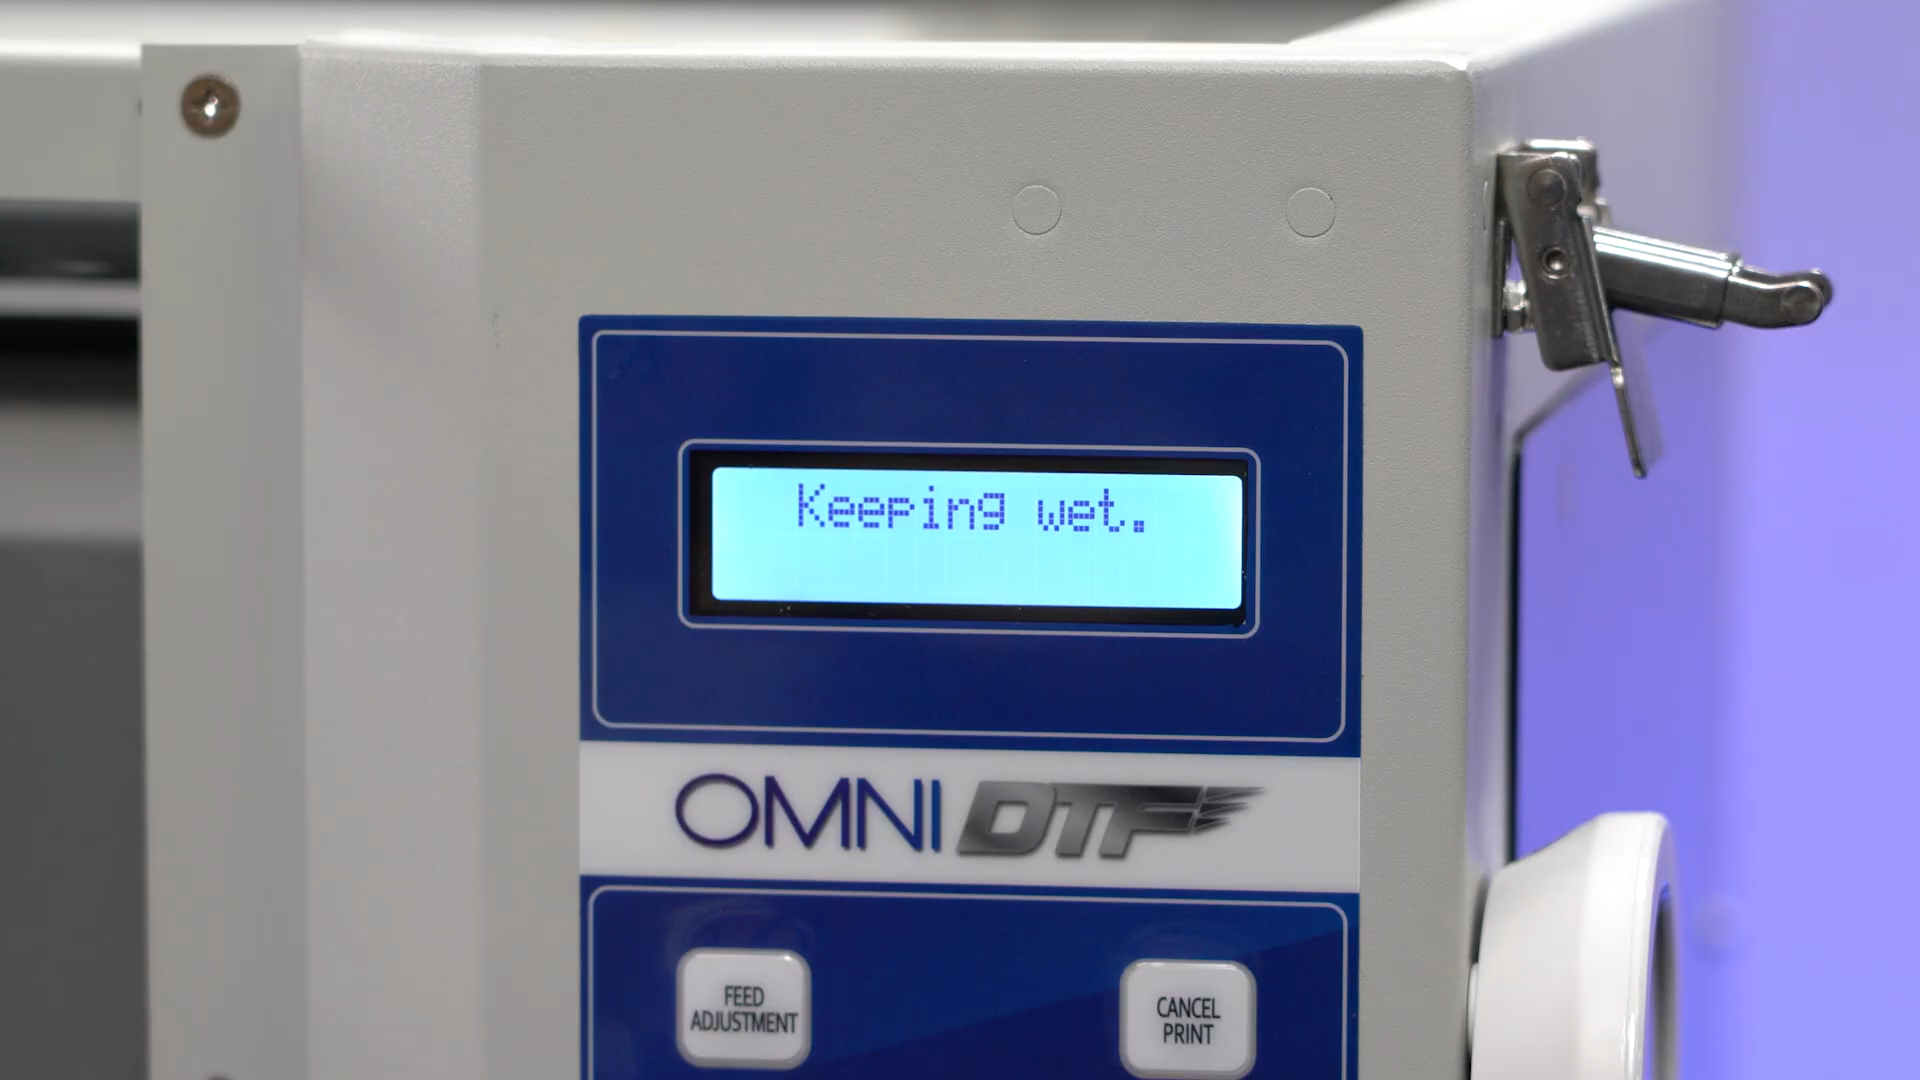 Keeping wet.
OMNI DTF
FEED
ADJUSTMENT
CANCEL
PRINT